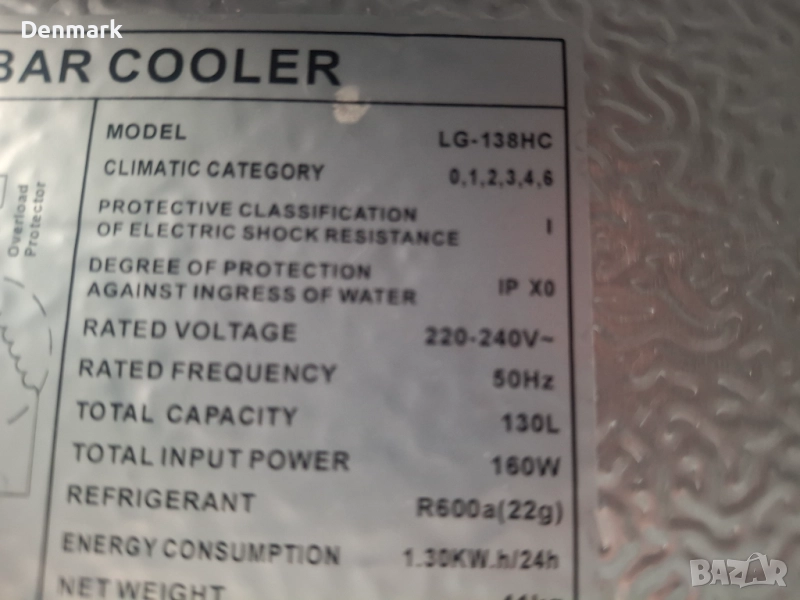 Denmark
BAR COOLER
MODEL LG-138HC
CLIMATIC CATEGORY 0,1,2,3,4,6
PROTECTIVE CLASSIFICATION
OF ELECTRIC SHOCK RESISTANCE I
DEGREE OF PROTECTION
AGAINST INGRESS OF WATER IP X0
RATED VOLTAGE 220-240V~
RATED FREQUENCY 50Hz
TOTAL CAPACITY 130L
TOTAL INPUT POWER 160W
REFRIGERANT R600a(22g)
ENERGY CONSUMPTION 1.30KW.h/24h
NET WEIGHT
Overload
Protector
BAZAR